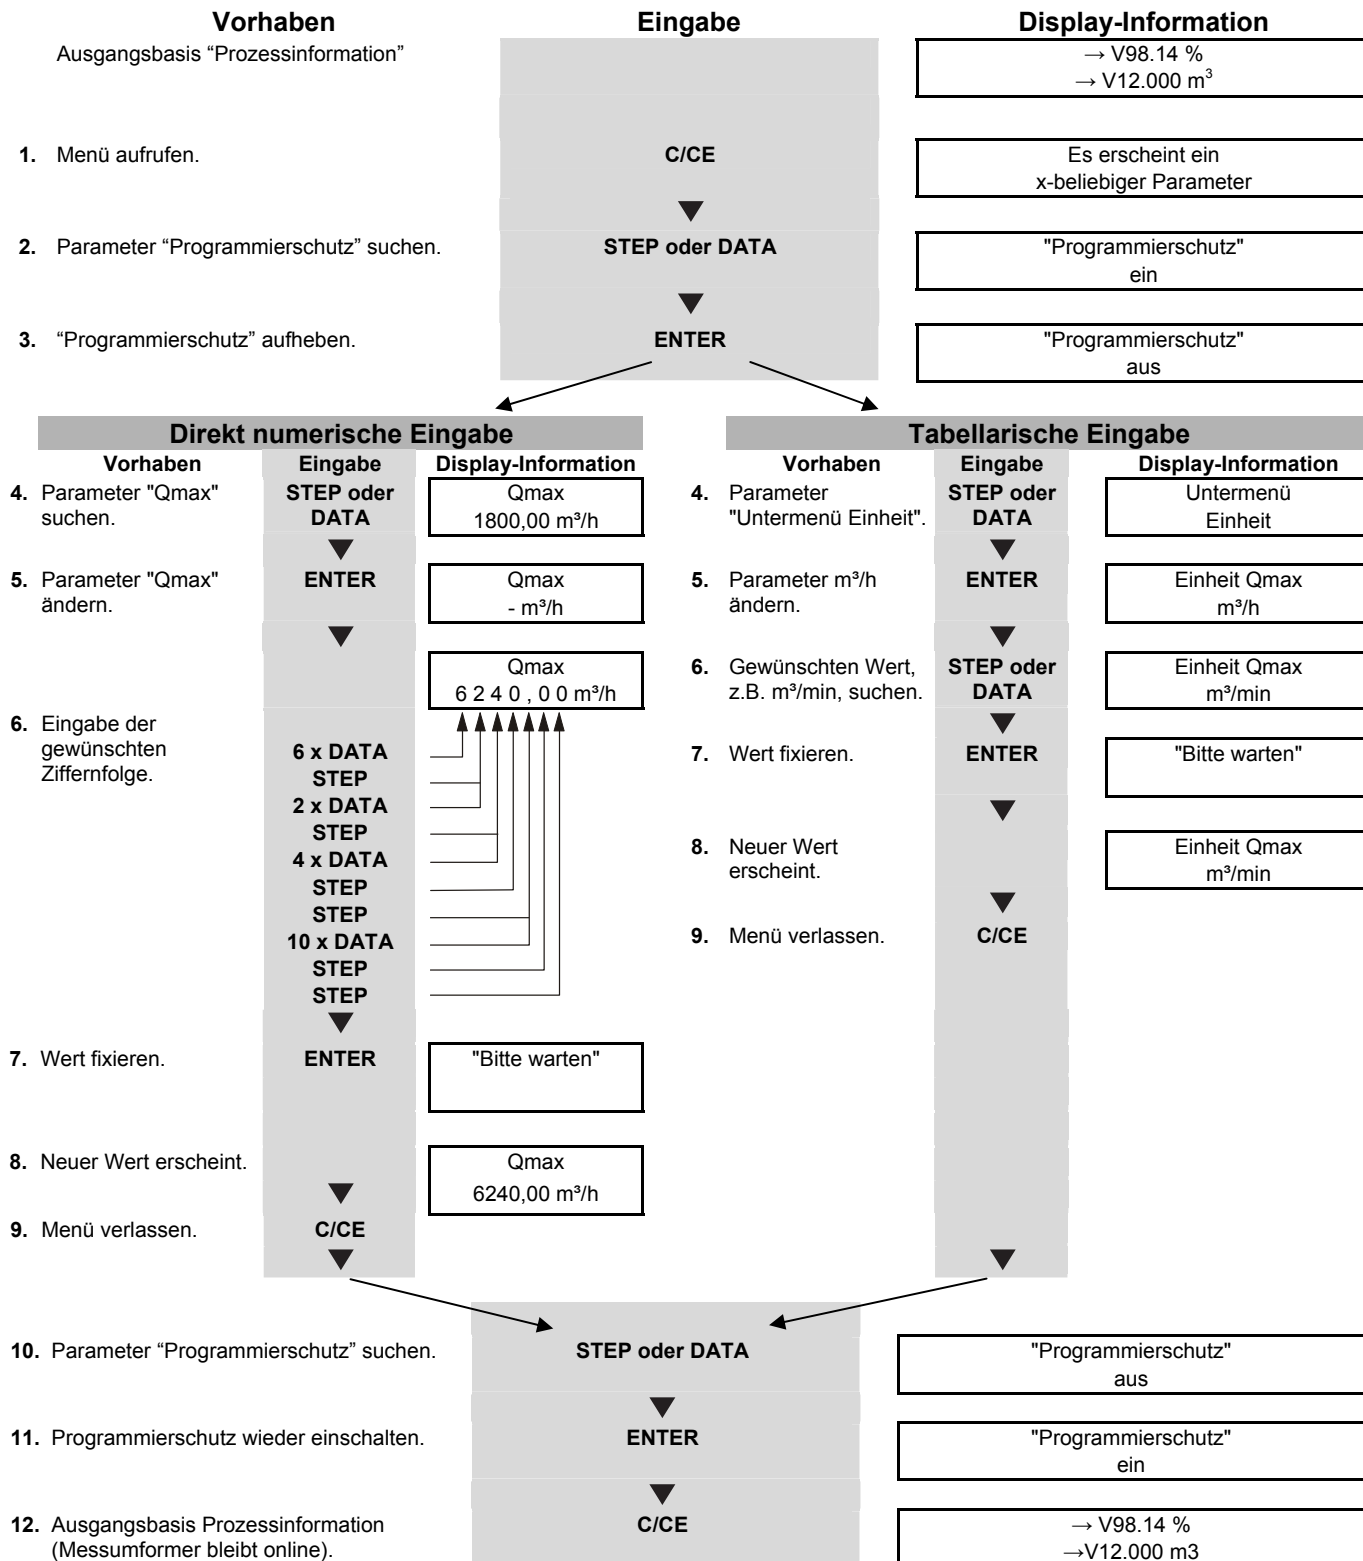 Vorhaben Eingabe Display-Information
Ausgangsbasis “Prozessinformation”
→ V98.14 %
→ V12.000 m³
1. Menü aufrufen. C/CE
Es erscheint ein
x-beliebiger Parameter
2. Parameter “Programmierschutz” suchen. STEP oder DATA
"Programmierschutz"
ein
3. “Programmierschutz” aufheben. ENTER
"Programmierschutz"
aus
Direkt numerische Eingabe
Vorhaben Eingabe Display-Information
4. Parameter "Qmax" STEP oder Qmax
suchen. DATA 1800,00 m³/h
5. Parameter "Qmax" ENTER Qmax
ändern. - m³/h
Qmax
6 2 4 0 , 0 0 m³/h
6. Eingabe der
gewünschten
Ziffernfolge.
6 x DATA
STEP
2 x DATA
STEP
4 x DATA
STEP
STEP
10 x DATA
STEP
STEP
7. Wert fixieren. ENTER "Bitte warten"
8. Neuer Wert erscheint. Qmax
6240,00 m³/h
9. Menü verlassen. C/CE
Tabellarische Eingabe
Vorhaben Eingabe Display-Information
4. Parameter STEP oder Untermenü
"Untermenü Einheit". DATA Einheit
5. Parameter m³/h ENTER Einheit Qmax
ändern. m³/h
6. Gewünschten Wert, STEP oder Einheit Qmax
z.B. m³/min, suchen. DATA m³/min
7. Wert fixieren. ENTER "Bitte warten"
8. Neuer Wert Einheit Qmax
erscheint. m³/min
9. Menü verlassen. C/CE
10. Parameter “Programmierschutz” suchen. STEP oder DATA
"Programmierschutz"
aus
11. Programmierschutz wieder einschalten. ENTER
"Programmierschutz"
ein
12. Ausgangsbasis Prozessinformation C/CE → V98.14 %
(Messumformer bleibt online). →V12.000 m3